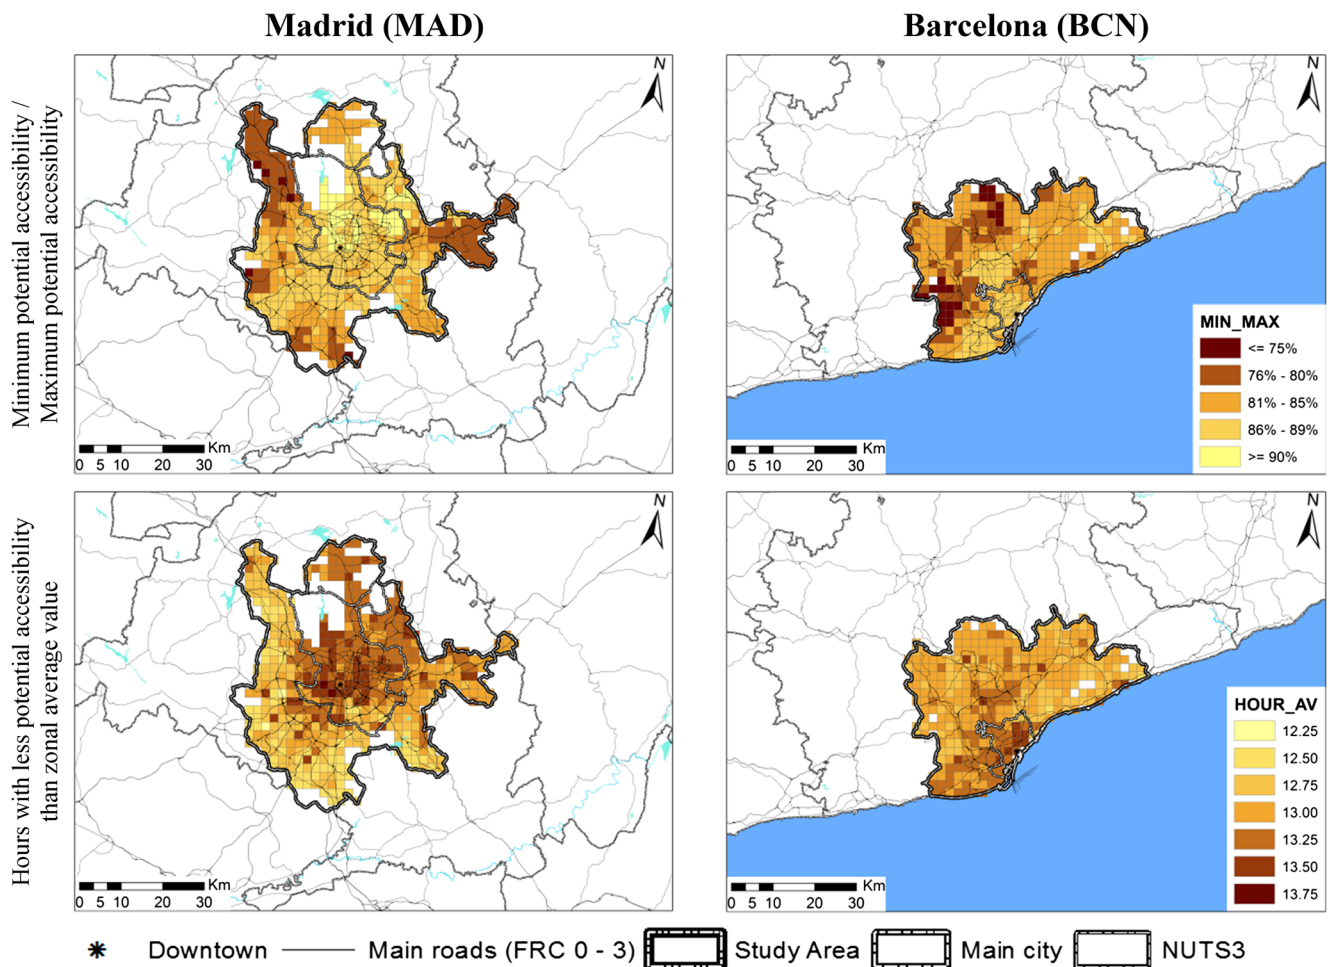 Madrid (MAD)
Barcelona (BCN)
Minimum potential accessibility /
Maximum potential accessibility
N
Km
0 5 10 20 30
N
MIN_MAX
<= 75%
76% - 80%
81% - 85%
86% - 89%
>= 90%
Km
0 5 10 20 30
Hours with less potential accessibility
than zonal average value
N
Km
0 5 10 20 30
N
HOUR_AV
12.25
12.50
12.75
13.00
13.25
13.50
13.75
Km
0 5 10 20 30
Downtown Main roads (FRC 0 - 3) Study Area Main city NUTS3